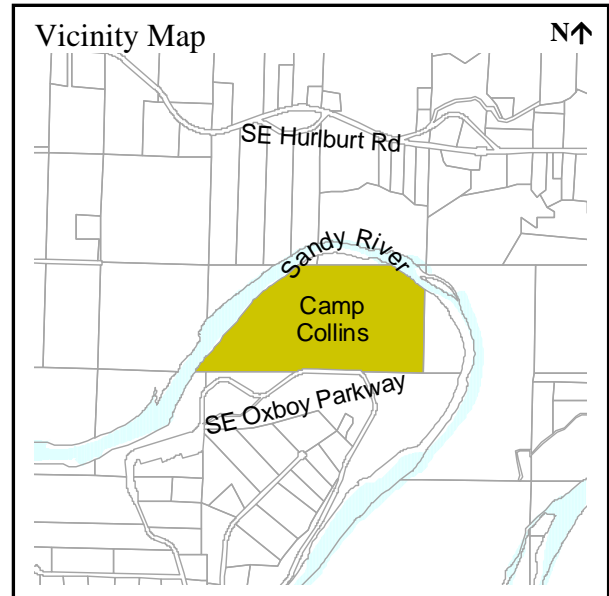 Vicinity Map
N↑
SE Hurlburt Rd
Sandy River
Camp
Collins
SE Oxboy Parkway